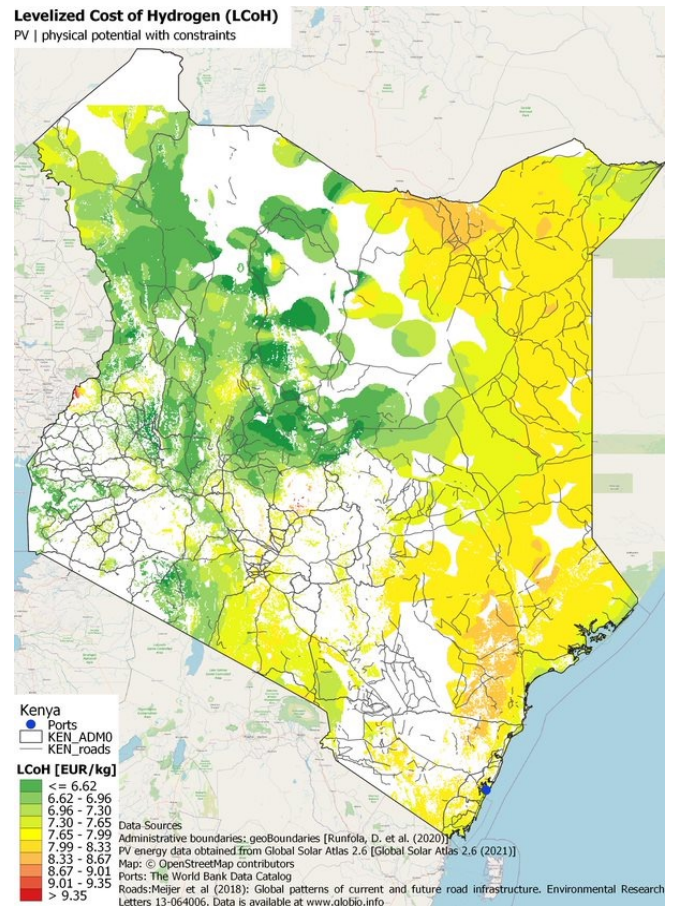 Levelized Cost of Hydrogen (LCoH)
PV | physical potential with constraints
Kenya
Ports
KEN_ADM0
KEN_roads
LCoH [EUR/kg]
<= 6.62
6.62 - 6.96
6.96 - 7.30
7.30 - 7.65
7.65 - 7.99
7.99 - 8.33
8.33 - 8.67
8.67 - 9.01
9.01 - 9.35
> 9.35
Data Sources
Administrative boundaries: geoBoundaries [Runfola, D. et al. (2020)]
PV energy data obtained from Global Solar Atlas 2.6 [Global Solar Atlas 2.6 (2021)]
Map: © OpenStreetMap contributors
Ports: The World Bank Data Catalog
Roads:Meijer et al (2018): Global patterns of current and future road infrastructure. Environmental Research
Letters 13-064006. Data is available at www.globio.info